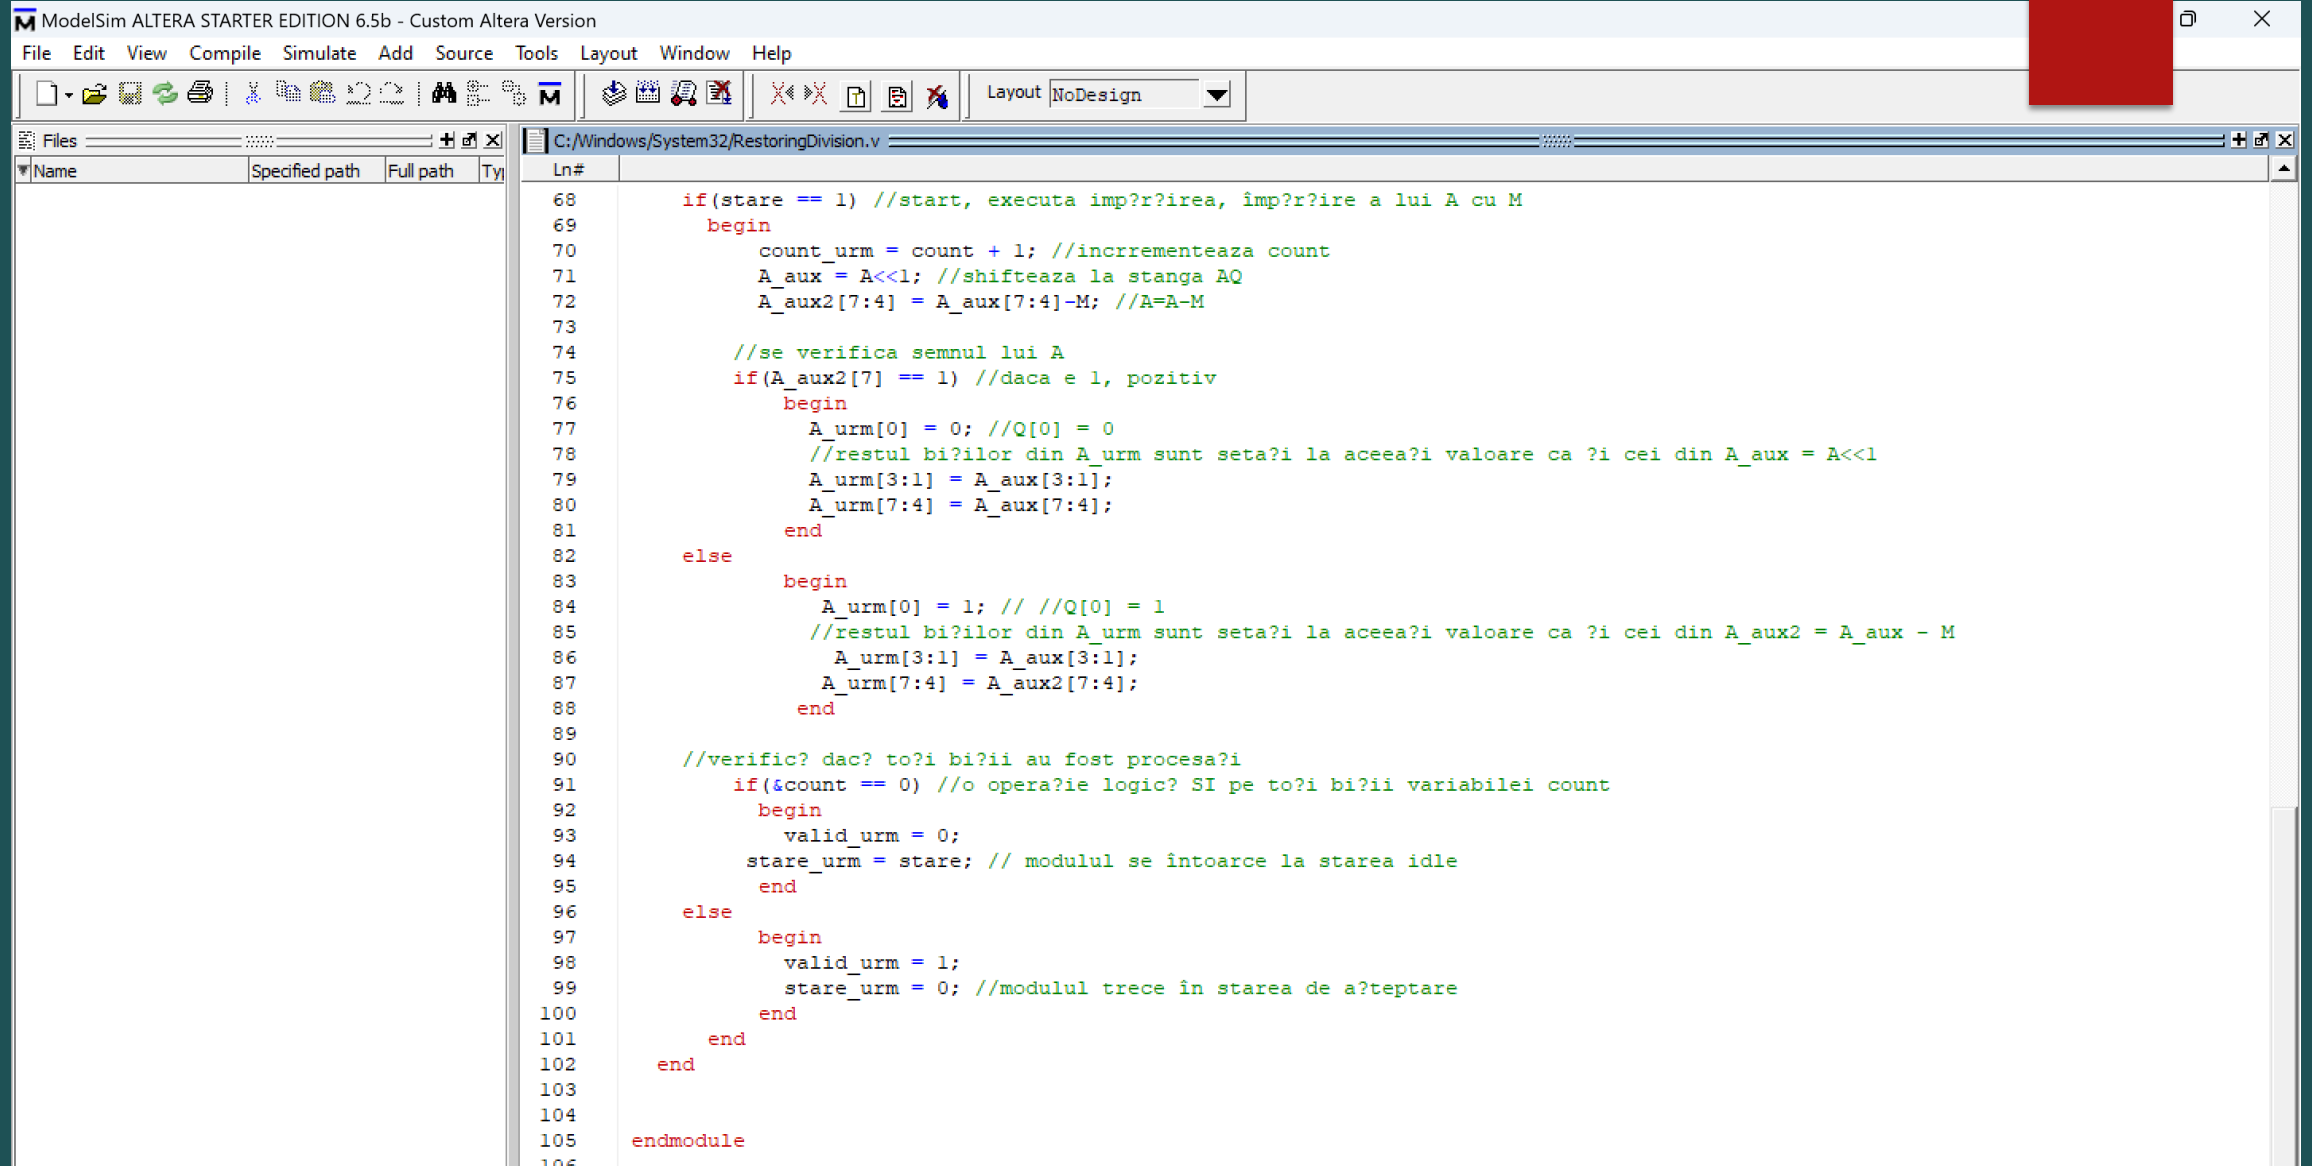 ModelSim ALTERA STARTER EDITION 6.5b - Custom Altera Version
File Edit View Compile Simulate Add Source Tools Layout Window Help
Layout NoDesign
Files
C:/Windows/System32/RestoringDivision.v
Name Specified path Full path Typ
Ln#
68 if(stare == 1) //start, executa imp?r?irea, împ?r?ire a lui A cu M
69 begin
70 count_urm = count + 1; //incrrementeaza count
71 A_aux = A<<1; //shifteaza la stanga AQ
72 A_aux2[7:4] = A_aux[7:4]-M; //A=A-M
73
74 //se verifica semnul lui A
75 if(A_aux2[7] == 1) //daca e 1, pozitiv
76 begin
77 A_urm[0] = 0; //Q[0] = 0
78 //restul bi?ilor din A_urm sunt seta?i la aceea?i valoare ca ?i cei din A_aux = A<<1
79 A_urm[3:1] = A_aux[3:1];
80 A_urm[7:4] = A_aux[7:4];
81 end
82 else
83 begin
84 A_urm[0] = 1; // //Q[0] = 1
85 //restul bi?ilor din A_urm sunt seta?i la aceea?i valoare ca ?i cei din A_aux2 = A_aux - M
86 A_urm[3:1] = A_aux[3:1];
87 A_urm[7:4] = A_aux2[7:4];
88 end
89
90 //verific? dac? to?i bi?ii au fost procesa?i
91 if(&count == 0) //o opera?ie logic? SI pe to?i bi?ii variabilei count
92 begin
93 valid_urm = 0;
94 stare_urm = stare; // modulul se întoarce la starea idle
95 end
96 else
97 begin
98 valid_urm = 1;
99 stare_urm = 0; //modulul trece în starea de a?teptare
100 end
101 end
102 end
103
104
105 endmodule
106